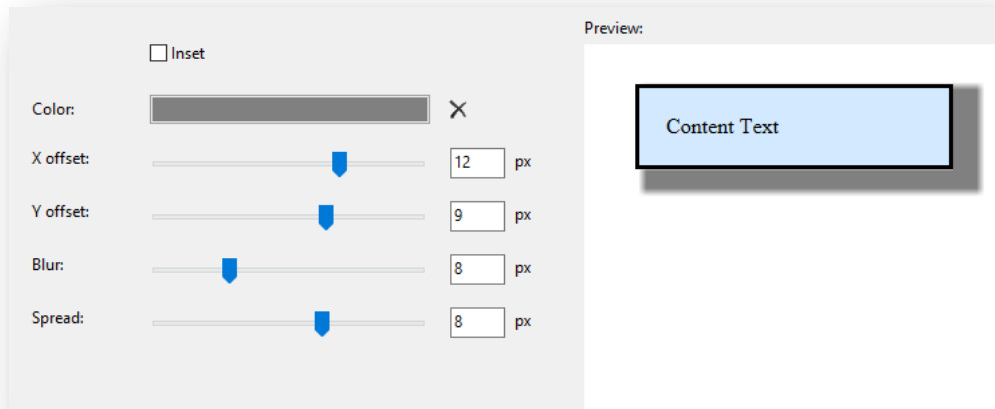 Preview:
Inset
Color:
X offset: 12 px
Y offset: 9 px
Blur: 8 px
Spread: 8 px
Content Text